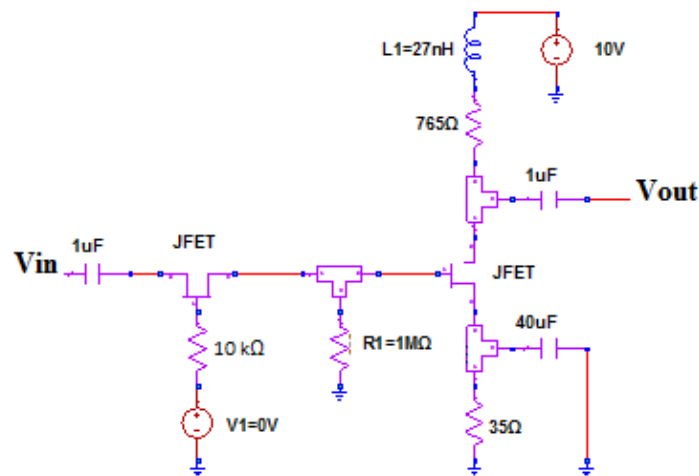 L1=27nH
10V
765Ω
1uF
Vout
JFET
1uF
Vin
JFET
40uF
10 kΩ
R1=1MΩ
V1=0V
35Ω